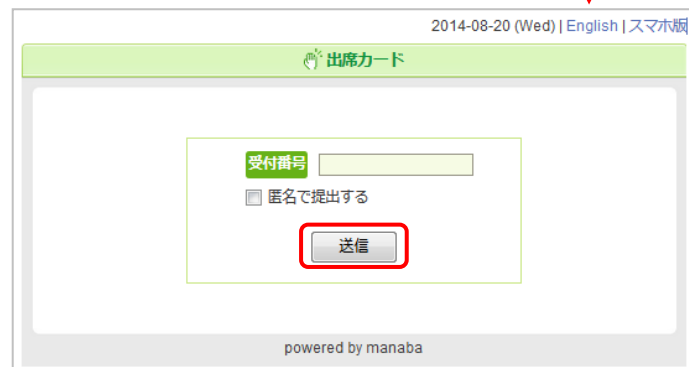 2014-08-20 (Wed) | English | スマホ版
出席カード
受付番号
匿名で提出する
送信
powered by manaba